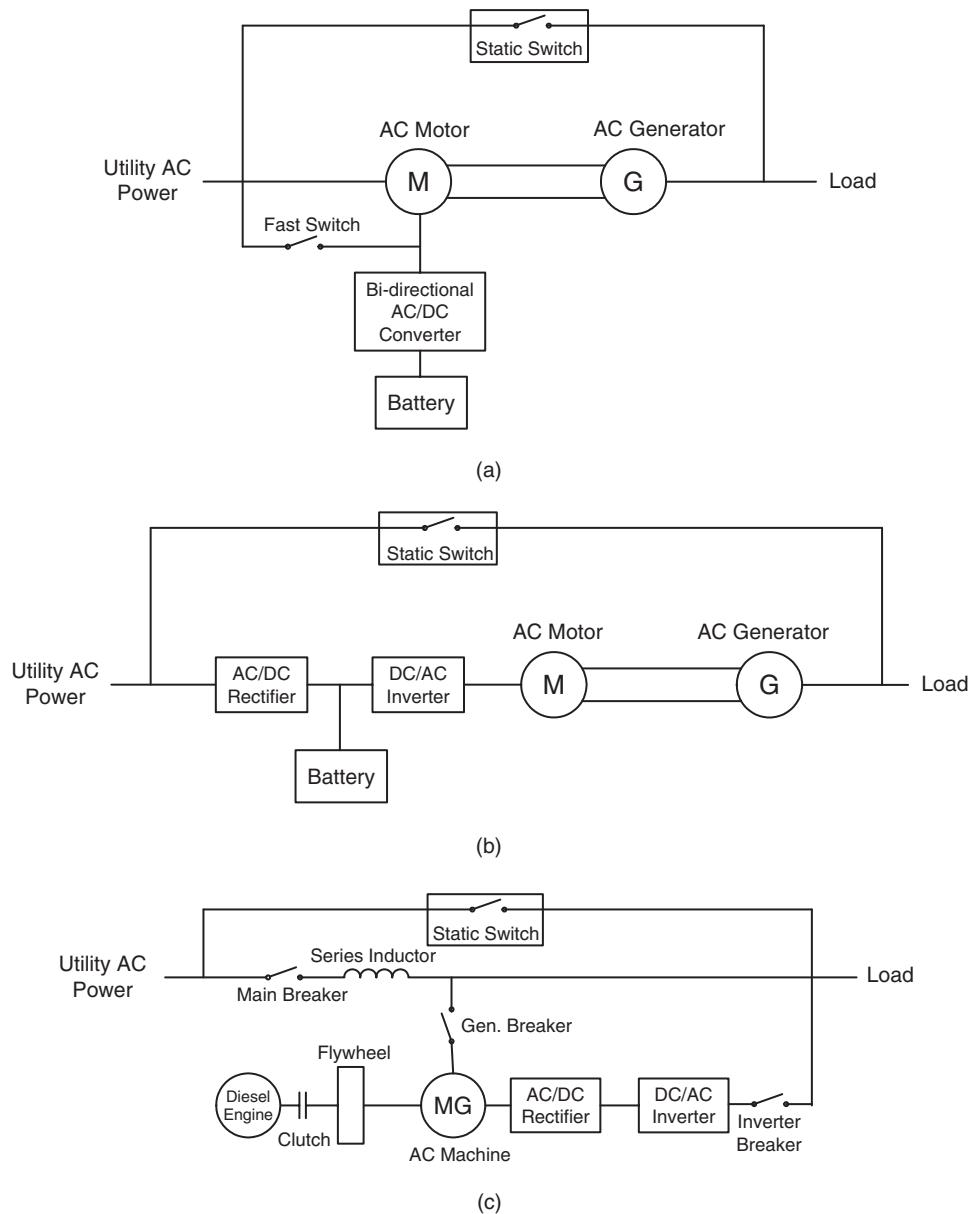 Static Switch
AC Motor
AC Generator
Utility AC
Power
M
G
Load
Fast Switch
Bi-directional
AC/DC
Converter
Battery
(a)
Static Switch
AC Motor
AC Generator
Utility AC
Power
AC/DC
Rectifier
DC/AC
Inverter
M
G
Load
Battery
(b)
Static Switch
Series Inductor
Utility AC
Power
Load
Main Breaker
Gen. Breaker
Flywheel
Diesel
Engine
MG
AC/DC
Rectifier
DC/AC
Inverter
Clutch
Inverter
Breaker
AC Machine
(c)